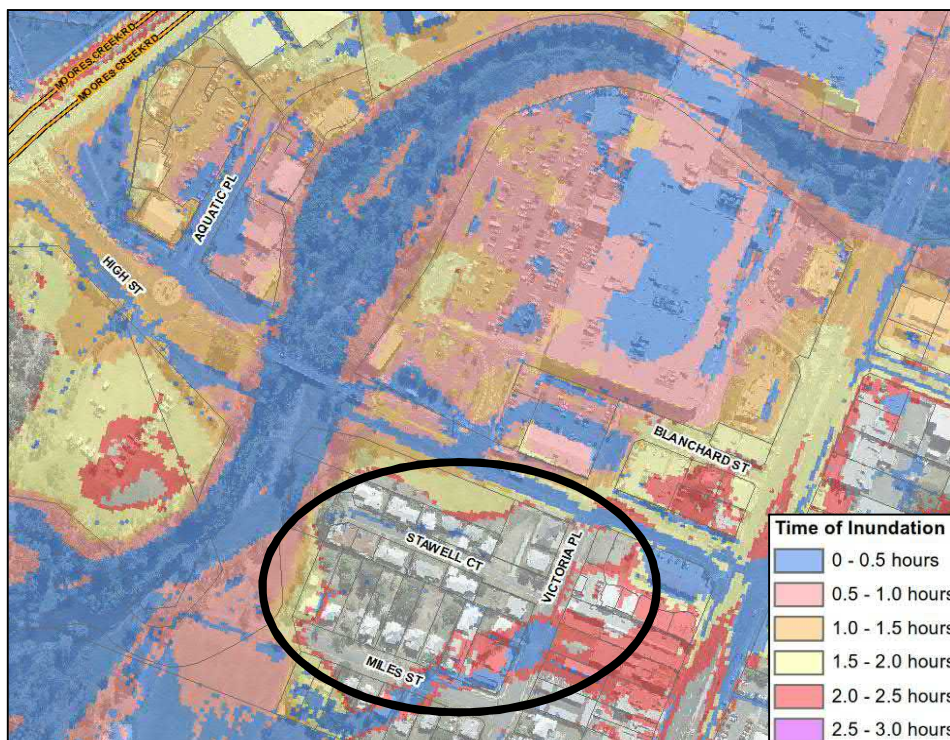 MOORES CREEK RD
MOORES CREEK RD
AQUATIC PL
HIGH ST
BLANCHARD ST
STAWELL CT
VICTORIA PL
MILES ST
Time of Inundation
0 - 0.5 hours
0.5 - 1.0 hours
1.0 - 1.5 hours
1.5 - 2.0 hours
2.0 - 2.5 hours
2.5 - 3.0 hours